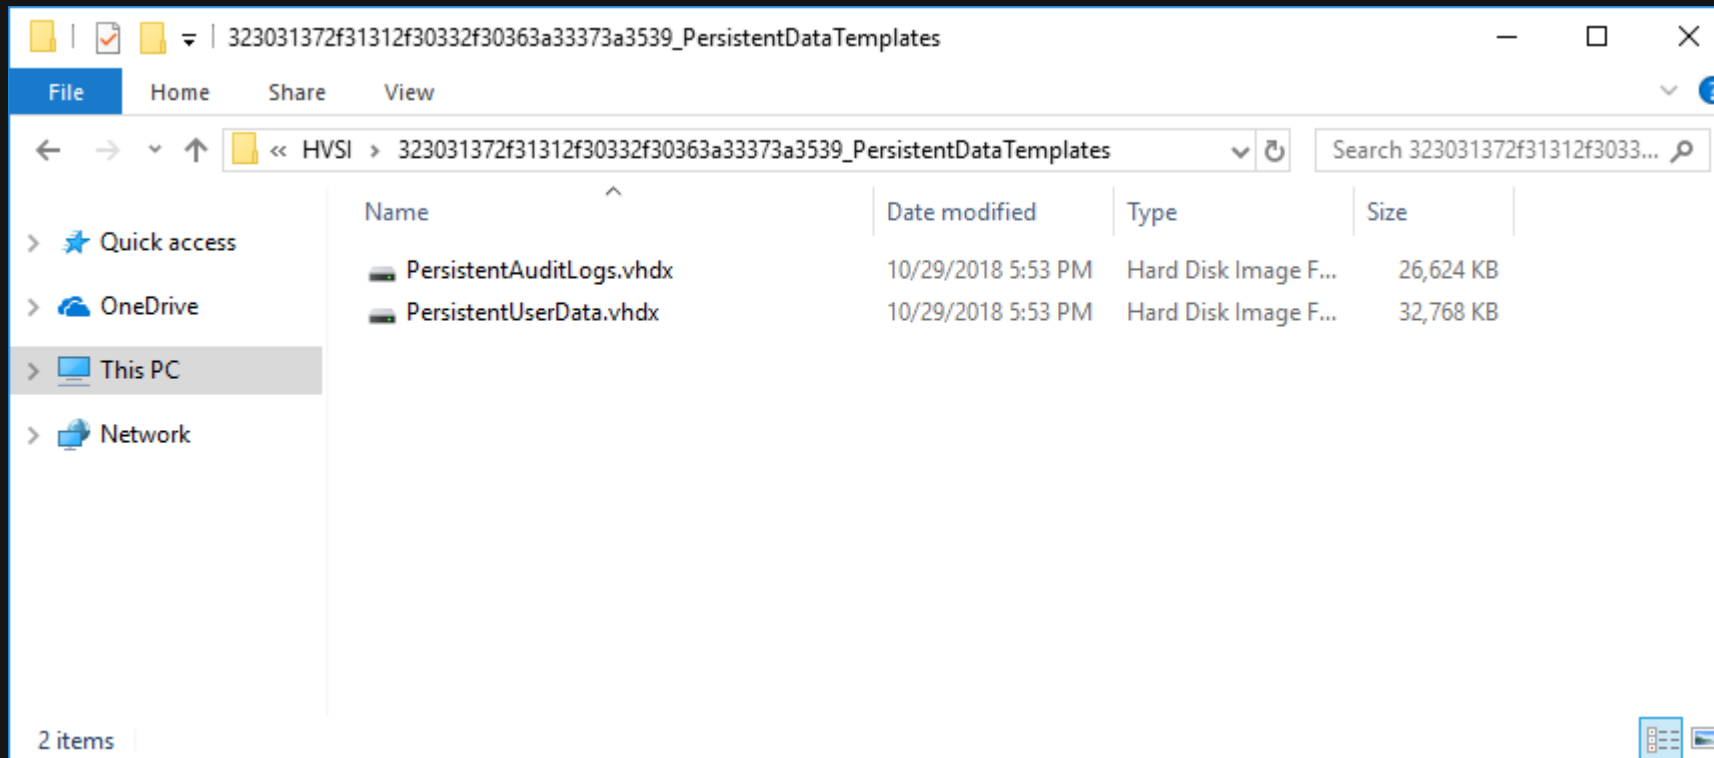 323031372f31312f30332f30363a33373a3539_PersistentDataTemplates
File Home Share View
« HVSI > 323031372f31312f30332f30363a33373a3539_PersistentDataTemplates Search 323031372f31312f3033...
Name Date modified Type Size
Quick access
PersistentAuditLogs.vhdx 10/29/2018 5:53 PM Hard Disk Image F... 26,624 KB
OneDrive
PersistentUserData.vhdx 10/29/2018 5:53 PM Hard Disk Image F... 32,768 KB
This PC
Network
2 items